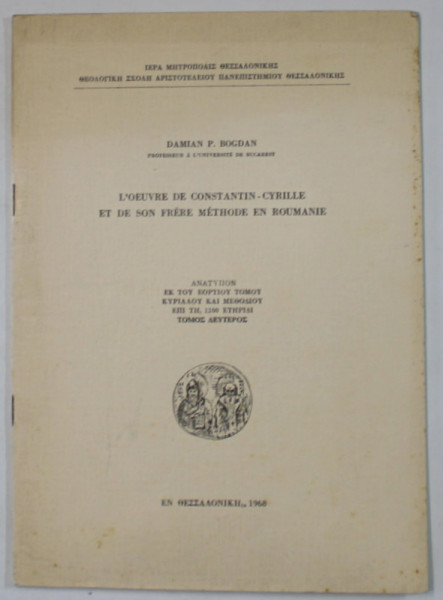 ΙΕΡΑ ΜΗΤΡΟΠΟΛΙΣ ΘΕΣΣΑΛΟΝΙΚΗΣ
ΘΕΟΛΟΓΙΚΗ ΣΧΟΛΗ ΑΡΙΣΤΟΤΕΛΕΙΟΥ ΠΑΝΕΠΙΣΤΗΜΙΟΥ ΘΕΣΣΑΛΟΝΙΚΗΣ
DAMIAN P. BOGDAN
PROFESSEUR À L'UNIVERSITÉ DE BUCAREST
L'OEUVRE DE CONSTANTIN-CYRILLE
ET DE SON FRÈRE MÉTHODE EN ROUMANIE
ΑΝΑΤΥΠΟΝ
ΕΚ ΤΟΥ ΕΟΡΤΙΟΥ ΤΟΜΟΥ
ΚΥΡΙΛΛΟΥ ΚΑΙ ΜΕΘΟΔΙΟΥ
ΕΠΙ ΤΗ, 1100 ΕΤΗΡΙΔΙ
ΤΟΜΟΣ ΔΕΥΤΕΡΟΣ
ΕΝ ΘΕΣΣΑΛΟΝΙΚΗ,, 1968